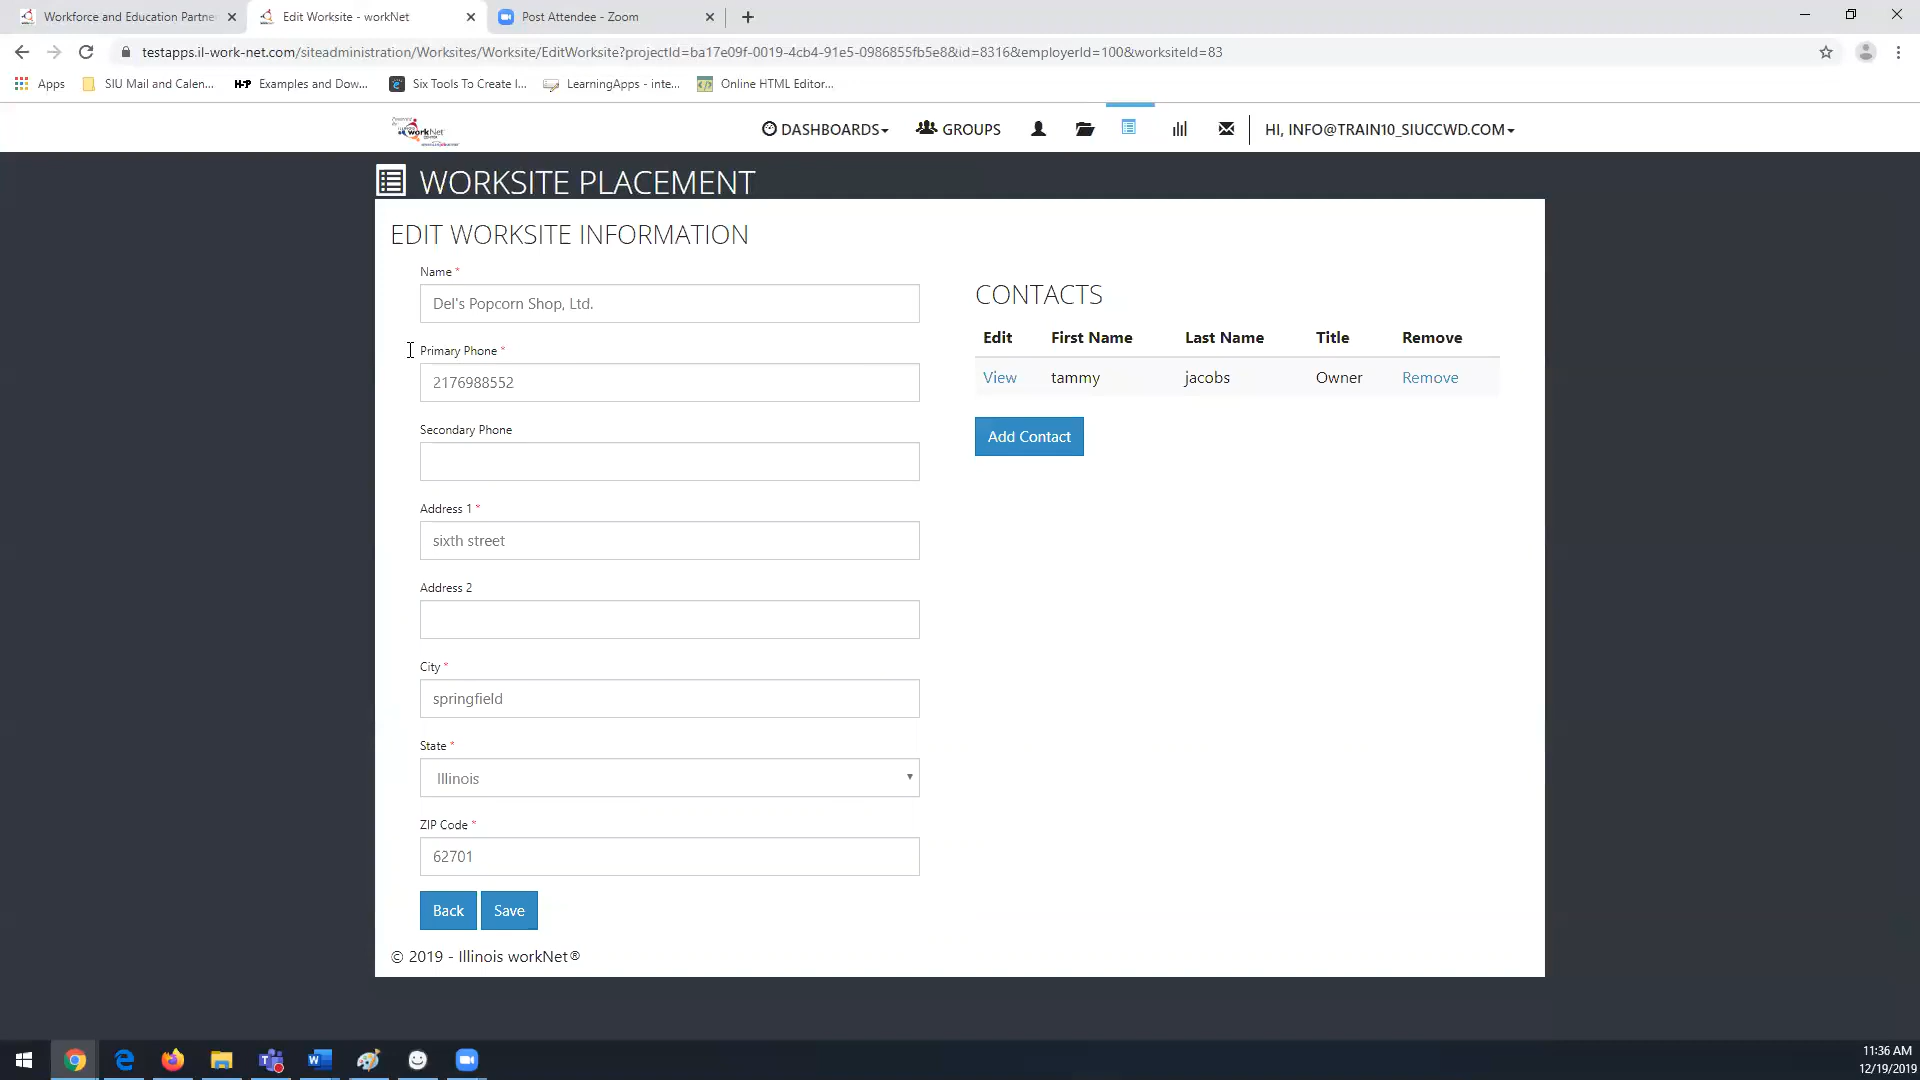 Workforce and Education Partne
Edit Worksite - workNet
Post Attendee - Zoom
testapps.il-work-net.com/siteadministration/Worksites/Worksite/EditWorksite?projectId=ba17e09f-0019-4cb4-91e5-0986855fb5e8&id=8316&employerId=100&worksiteId=83
Apps
SIU Mail and Calen...
Examples and Dow...
Six Tools To Create I...
LearningApps - inte...
Online HTML Editor...
workNet
DASHBOARDS
GROUPS
HI, INFO@TRAIN10_SIUCCWD.COM
WORKSITE PLACEMENT
EDIT WORKSITE INFORMATION
Name *
Del's Popcorn Shop, Ltd.
Primary Phone *
2176988552
Secondary Phone
Address 1 *
sixth street
Address 2
City *
springfield
State *
Illinois
ZIP Code *
62701
Back
Save
CONTACTS
Edit First Name Last Name Title Remove
View tammy jacobs Owner Remove
Add Contact
© 2019 - Illinois workNet®
11:36 AM
12/19/2019